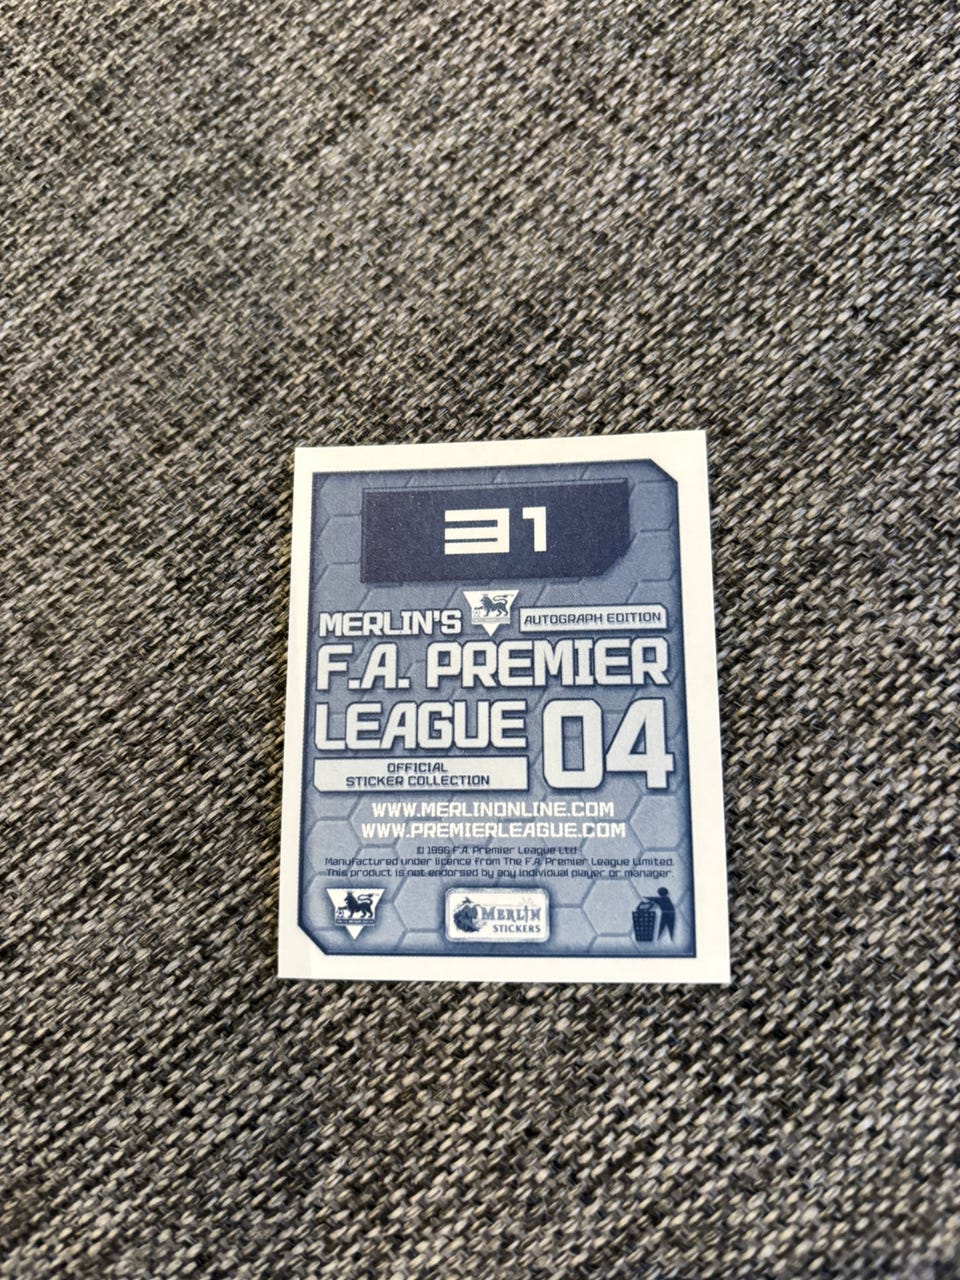 31
MERLIN'S AUTOGRAPH EDITION
F.A. PREMIER
LEAGUE 04
OFFICIAL
STICKER COLLECTION
WWW.MERLINONLINE.COM
WWW.PREMIERLEAGUE.COM
© 1996 F.A. Premier League Ltd.
Manufactured under licence from The F.A. Premier League Limited.
This product is not endorsed by any individual player or manager.
MERLIN
STICKERS